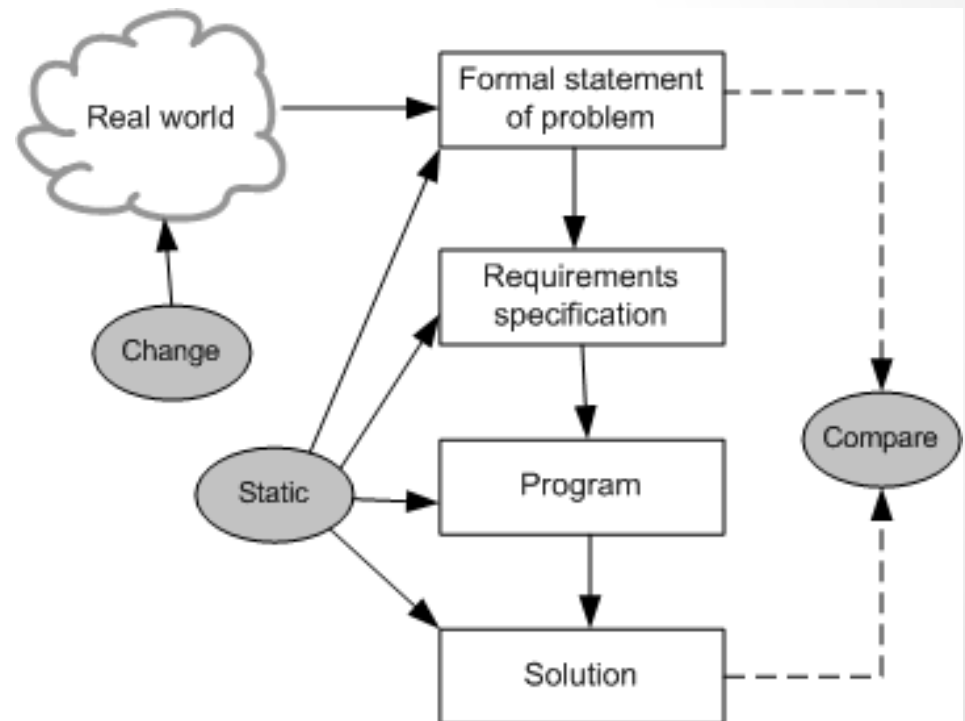 Real world
Formal statement
of problem
Requirements
specification
Change
Compare
Static
Program
Solution